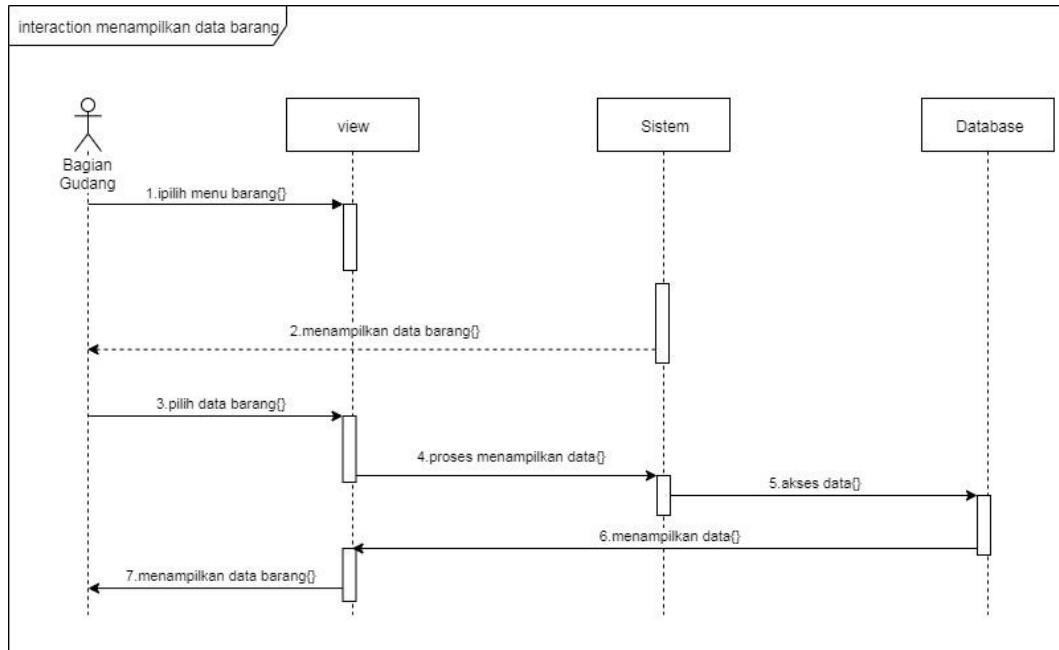 interaction menampilkan data barang
view
Sistem
Database
Bagian
Gudang
1.ipilih menu barang{}
2.menampilkan data barang{}
3.pilih data barang{}
4.proses menampilkan data{}
5.akses data{}
6.menampilkan data{}
7.menampilkan data barang{}